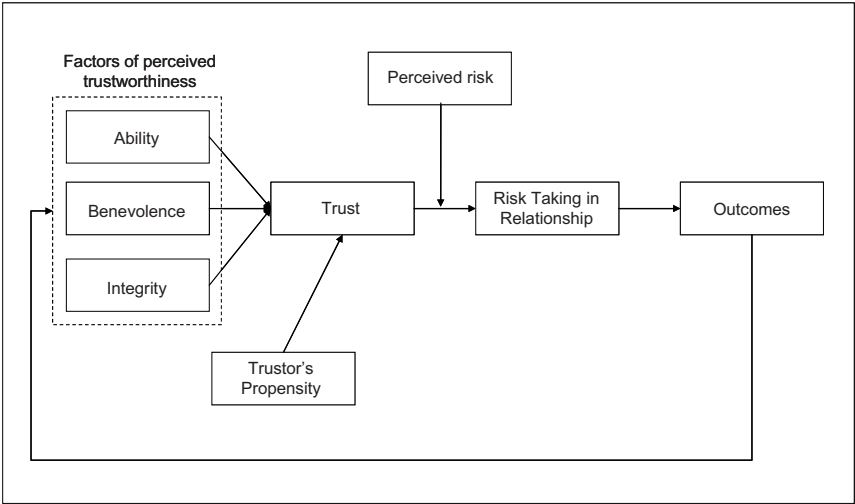 Factors of perceived
trustworthiness
Perceived risk
Ability
Benevolence
Integrity
Trust
Risk Taking in
Relationship
Outcomes
Trustor’s
Propensity